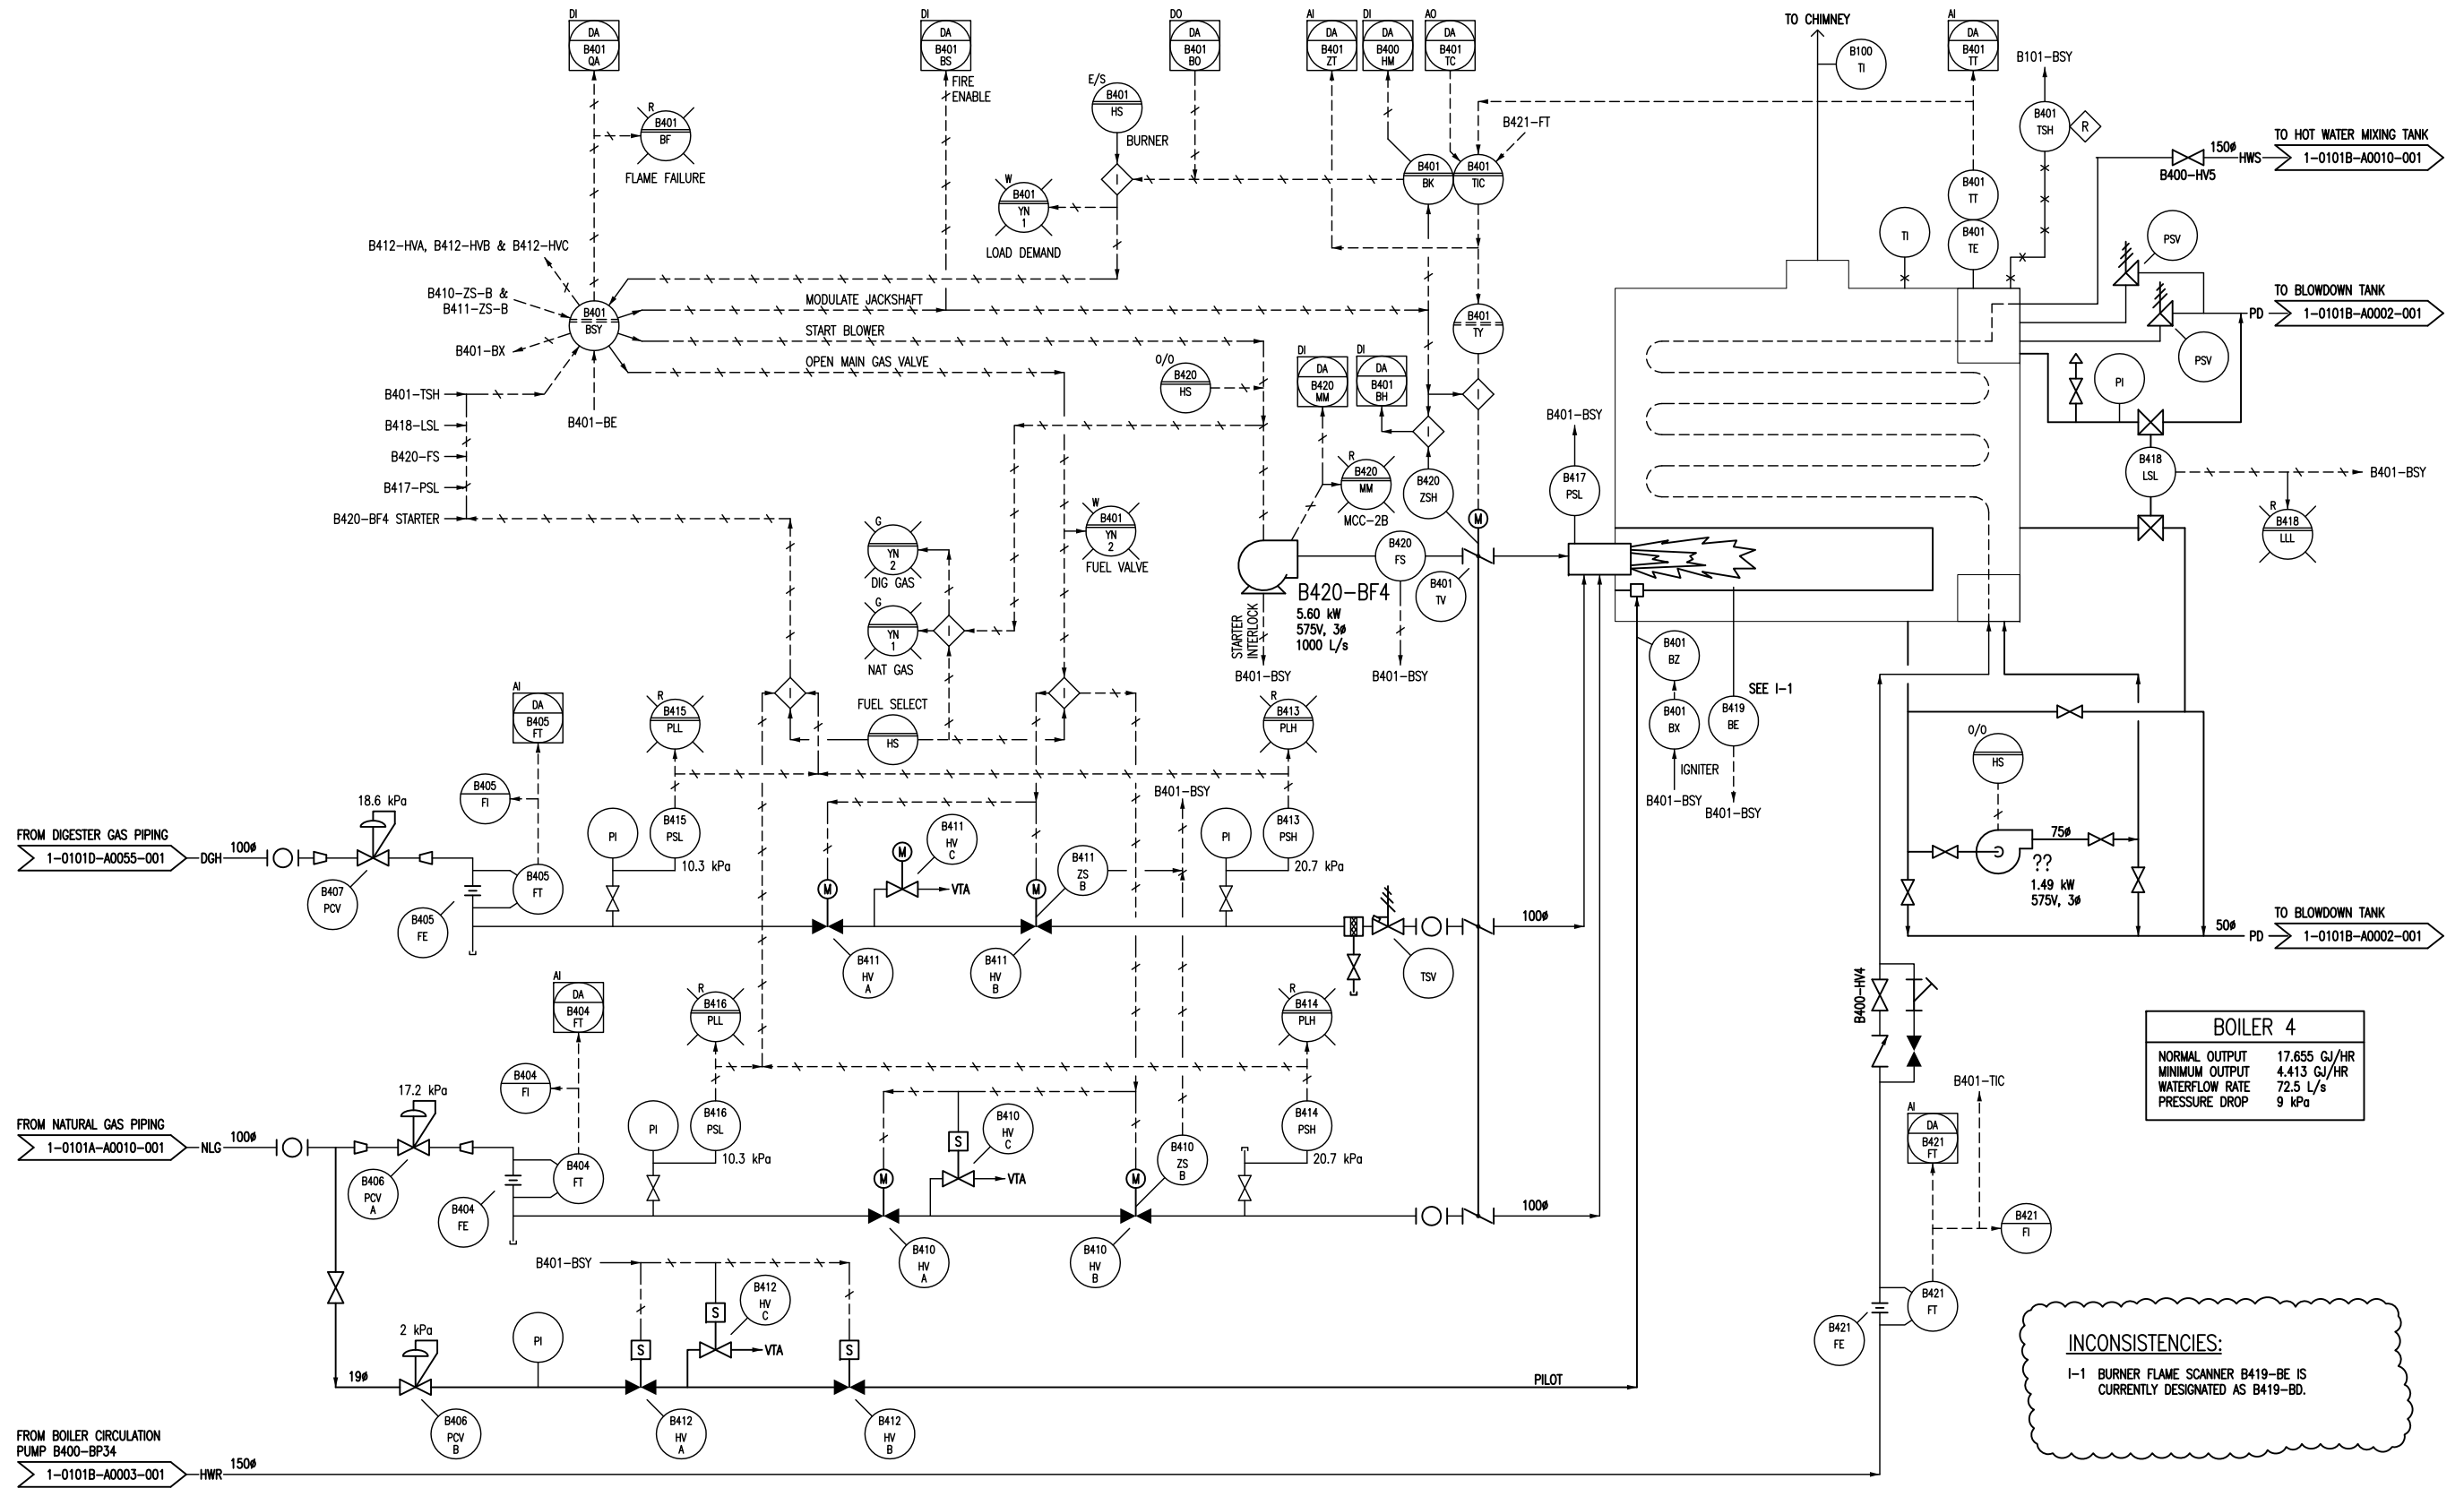 DI
DA
B401
QA
DI
DA
B401
BS
FIRE
ENABLE
DO
DA
B401
BO
AI
DA
B401
ZT
DI
DA
B400
HM
AO
DA
B401
TC
TO CHIMNEY
B100
TI
AI
DA
B401
TT
B101-BSY
E/S
B401
HS
BURNER
R
B401
BF
FLAME FAILURE
B421-FT
B401
TSH
R
TO HOT WATER MIXING TANK
150ø
HWS
1-0101B-A0010-001
B400-HV5
I
B401
BK
B401
TIC
W
B401
YN
1
LOAD DEMAND
B401
TT
B401
TE
TI
PSV
B412-HVA, B412-HVB & B412-HVC
B410-ZS-B &
B411-ZS-B
B401
BSY
B401-BX
MODULATE JACKSHAFT
START BLOWER
OPEN MAIN GAS VALVE
B401
TY
TO BLOWDOWN TANK
PD
1-0101B-A0002-001
PSV
O/O
B420
HS
DI
DA
B420
MM
DI
DA
B401
BH
I
PI
B401-TSH
B418-LSL
B420-FS
B417-PSL
B420-BF4 STARTER
B401-BE
B401-BSY
I
B418
LSL
B401-BSY
R
B420
MM
MCC-2B
B420
ZSH
B417
PSL
M
R
B418
LLL
G
YN
2
DIG GAS
W
B401
YN
2
FUEL VALVE
B420
FS
B401
TV
B420-BF4
5.60 kW
575V, 3ø
1000 L/s
STARTER
INTERLOCK
B401-BSY
B401-BSY
G
YN
1
NAT GAS
I
B401
BZ
B401
BX
IGNITER
B401-BSY
SEE I-1
B419
BE
B401-BSY
AI
DA
B405
FT
R
B415
PLL
I
FUEL SELECT
HS
I
R
B413
PLH
O/O
HS
75ø
??
1.49 kW
575V, 3ø
B405
FI
18.6 kPa
FROM DIGESTER GAS PIPING
1-0101D-A0055-001
DGH
100ø
B407
PCV
B405
FE
B405
FT
PI
B415
PSL
10.3 kPa
M
M
B411
HV
C
VTA
M
B411
ZS
B
B401-BSY
PI
B413
PSH
20.7 kPa
B411
HV
A
B411
HV
B
TSV
100ø
TO BLOWDOWN TANK
50ø
PD
1-0101B-A0002-001
AI
DA
B404
FT
R
B416
PLL
R
B414
PLH
B400-HV4
BOILER 4
NORMAL OUTPUT 17.655 GJ/HR
MINIMUM OUTPUT 4.413 GJ/HR
WATERFLOW RATE 72.5 L/s
PRESSURE DROP 9 kPa
B404
FI
17.2 kPa
FROM NATURAL GAS PIPING
1-0101A-A0010-001
NLG
100ø
B406
PCV
A
B404
FE
B404
FT
PI
B416
PSL
10.3 kPa
M
S
B410
HV
C
VTA
M
B410
ZS
B
B414
PSH
20.7 kPa
B410
HV
A
B410
HV
B
100ø
B401-TIC
AI
DA
B421
FT
B421
FI
B401-BSY
S
S
B412
HV
C
VTA
S
PI
2 kPa
19ø
B406
PCV
B
B412
HV
A
B412
HV
B
PILOT
B421
FE
B421
FT
INCONSISTENCIES:
I-1 BURNER FLAME SCANNER B419-BE IS
CURRENTLY DESIGNATED AS B419-BD.
FROM BOILER CIRCULATION
PUMP B400-BP34
1-0101B-A0003-001
HWR
150ø